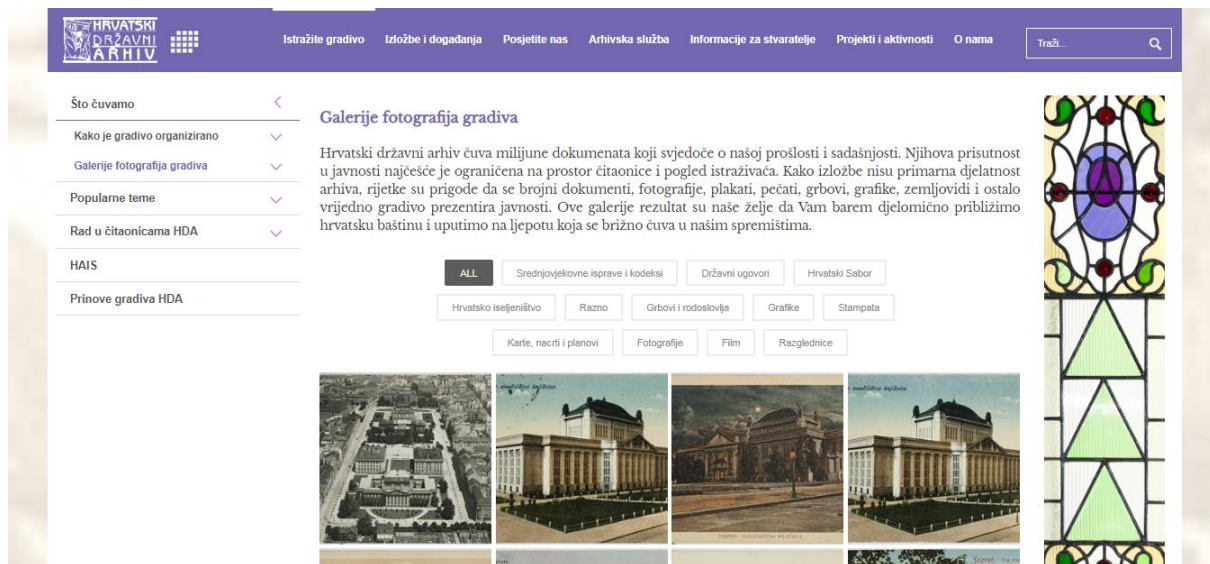 HRVATSKI
DRŽAVNI
ARHIV
Istražite gradivo
Izložbe i događanja
Posjetite nas
Arhivska služba
Informacije za stvaratelje
Projekti i aktivnosti
O nama
Traži...
Što čuvamo
Kako je gradivo organizirano
Galerije fotografija gradiva
Popularne teme
Rad u čitaonicama HDA
HAIS
Prinove gradiva HDA
Galerije fotografija gradiva
Hrvatski državni arhiv čuva milijune dokumenata koji svjedoče o našoj prošlosti i sadašnjosti. Njihova prisutnost
u javnosti najčešće je ograničena na prostor čitaonice i pogled istraživača. Kako izložbe nisu primarna djelatnost
arhiva, rijetke su prigode da se brojni dokumenti, fotografije, plakati, pečati, grbovi, grafike, zemljovidi i ostalo
vrijedno gradivo prezentira javnosti. Ove galerije rezultat su naše želje da Vam barem djelomično približimo
hrvatsku baštinu i uputimo na ljepotu koja se brižno čuva u našim spremištima.
ALL
Srednjovjekovne isprave i kodeksi
Državni ugovori
Hrvatski Sabor
Hrvatsko iseljeništvo
Razno
Grbovi i rodoslovlja
Grafike
Stampata
Karte, nacrti i planovi
Fotografije
Film
Razglednice